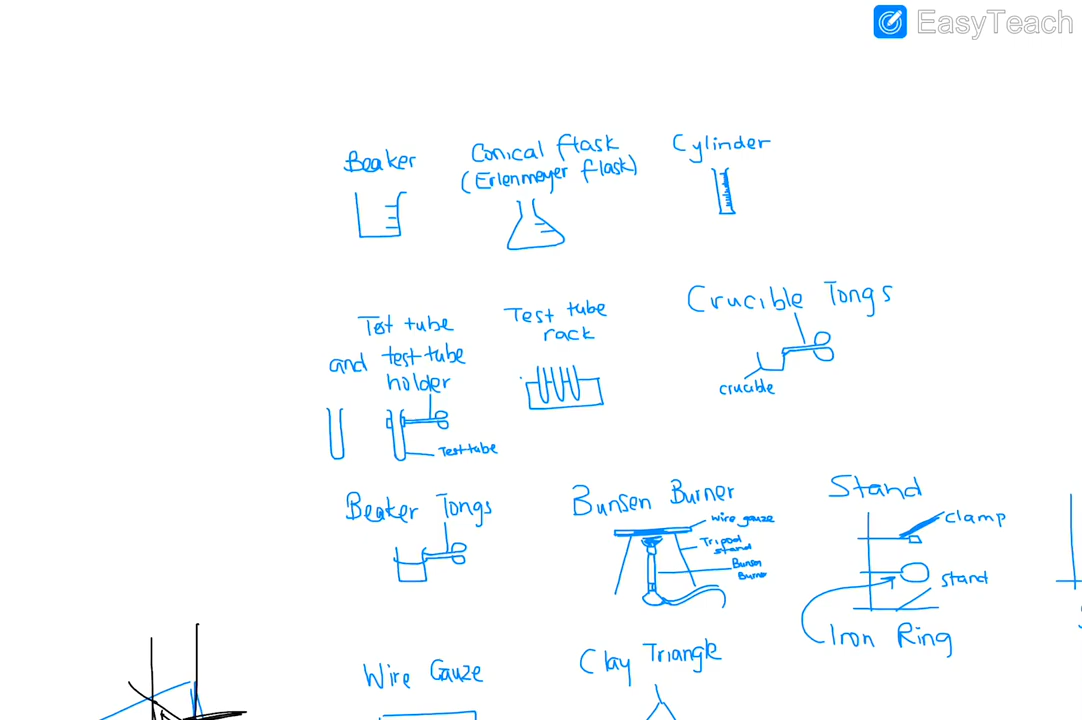 EasyTeach
Beaker
Conical flask
(Erlenmeyer flask)
Cylinder
Test tube
and test tube
holder
Test tube
Test tube
rack
Crucible Tongs
crucible
Beaker Tongs
Bunsen Burner
wire gauze
Tripod
stand
Bunsen
Burner
Stand
clamp
stand
Iron Ring
Wire Gauze
Clay Triangle